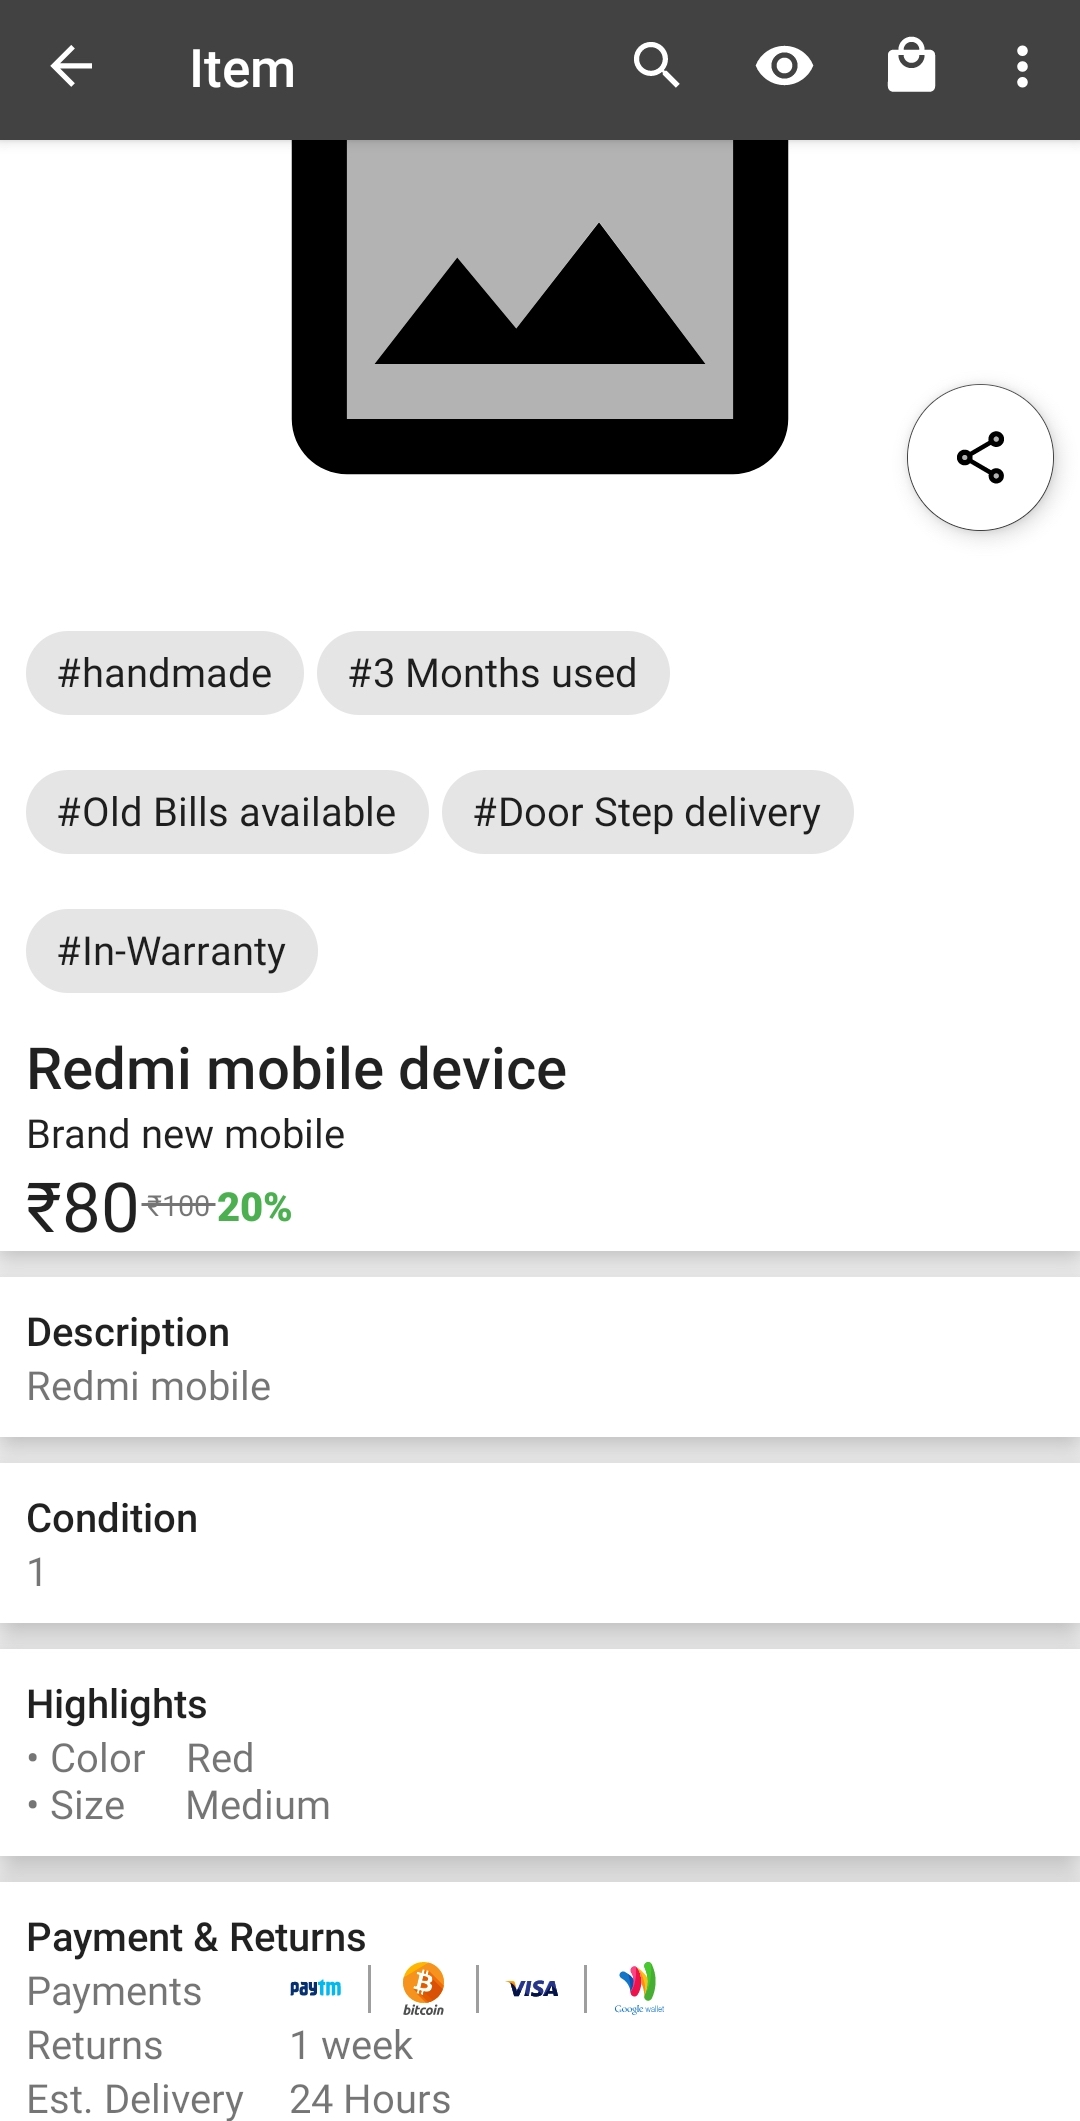 Item
#handmade #3 Months used
#Old Bills available #Door Step delivery
#In-Warranty
Redmi mobile device
Brand new mobile
₹80 ₹100 20%
Description
Redmi mobile
Condition
1
Highlights
• Color Red
• Size Medium
Payment & Returns
Payments paytm bitcoin VISA Google wallet
Returns 1 week
Est. Delivery 24 Hours